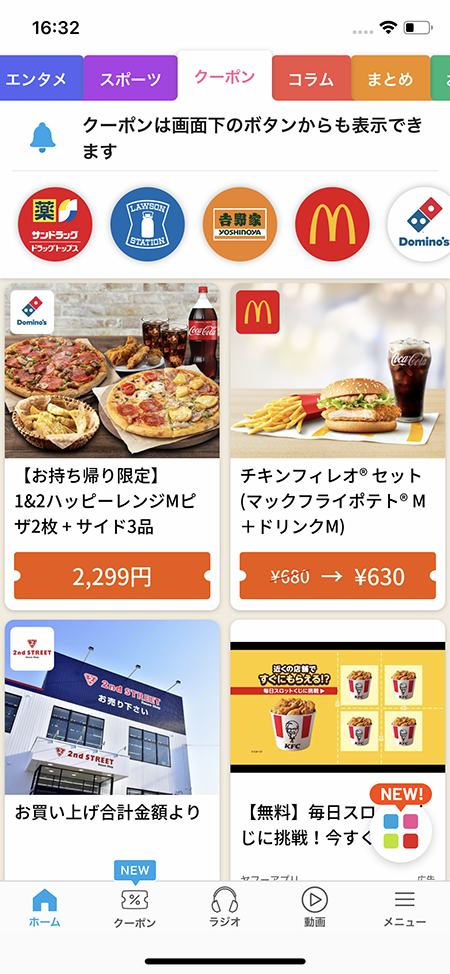 16:32
エンタメ スポーツ クーポン コラム まとめ
クーポンは画面下のボタンからも表示でき
ます
薬
サンドラッグ
ドラッグトップス
LAWSON
STATION
吉野家
YOSHINOYA
Domino's
Domino's
Coca-Cola
【お持ち帰り限定】
1&2ハッピーレンジMピ
ザ2枚 + サイド3品
2,299円
Coca-Cola
チキンフィレオ® セット
(マックフライポテト® M
＋ドリンクM)
¥680 → ¥630
2nd STREET
2nd STREET
お売り下さい
2nd STREET
お買い上げ合計金額より
近くの店舗で
すぐにもらえる!?
毎日スロットくじに挑戦▶
KFC
【無料】毎日スロ
じに挑戦！今すぐ
NEW!
ヤフーアプリ 広告
NEW
ホーム クーポン ラジオ 動画 メニュー